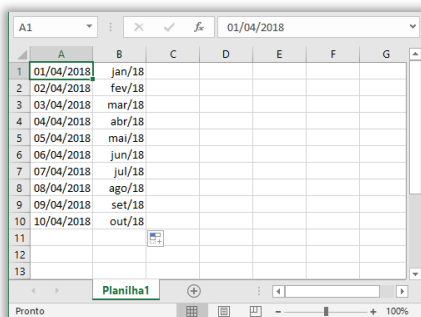 A1 fx 01/04/2018
A B C D E F G
1 01/04/2018 jan/18
2 02/04/2018 fev/18
3 03/04/2018 mar/18
4 04/04/2018 abr/18
5 05/04/2018 mai/18
6 06/04/2018 jun/18
7 07/04/2018 jul/18
8 08/04/2018 ago/18
9 09/04/2018 set/18
10 10/04/2018 out/18
11
12
13
Planilha1
Pronto 100%